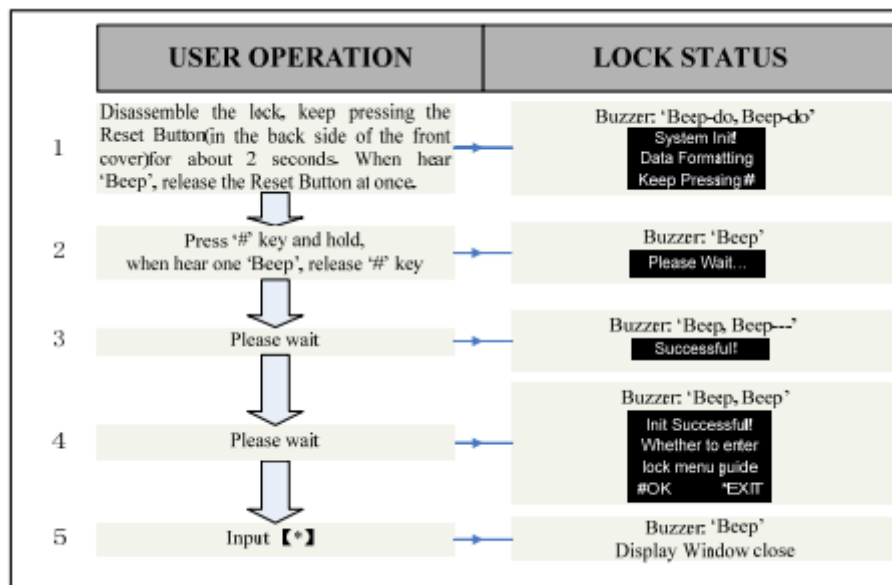 USER OPERATION
LOCK STATUS
1
Disassemble the lock, keep pressing the
Reset Button(in the back side of the front
cover)for about 2 seconds. When hear
‘Beep’, release the Reset Button at once.
Buzzer: ‘Beep-do, Beep-do’
System Init!
Data Formatting
Keep Pressing#
2
Press ‘#’ key and hold,
when hear one ‘Beep’, release ‘#’ key
Buzzer: ‘Beep’
Please Wait...
3
Please wait
Buzzer: ‘Beep, Beep---’
Successful!
4
Please wait
Buzzer: ‘Beep, Beep’
Init Successful!
Whether to enter
lock menu guide
#OK *EXIT
5
Input 【*】
Buzzer: ‘Beep’
Display Window close